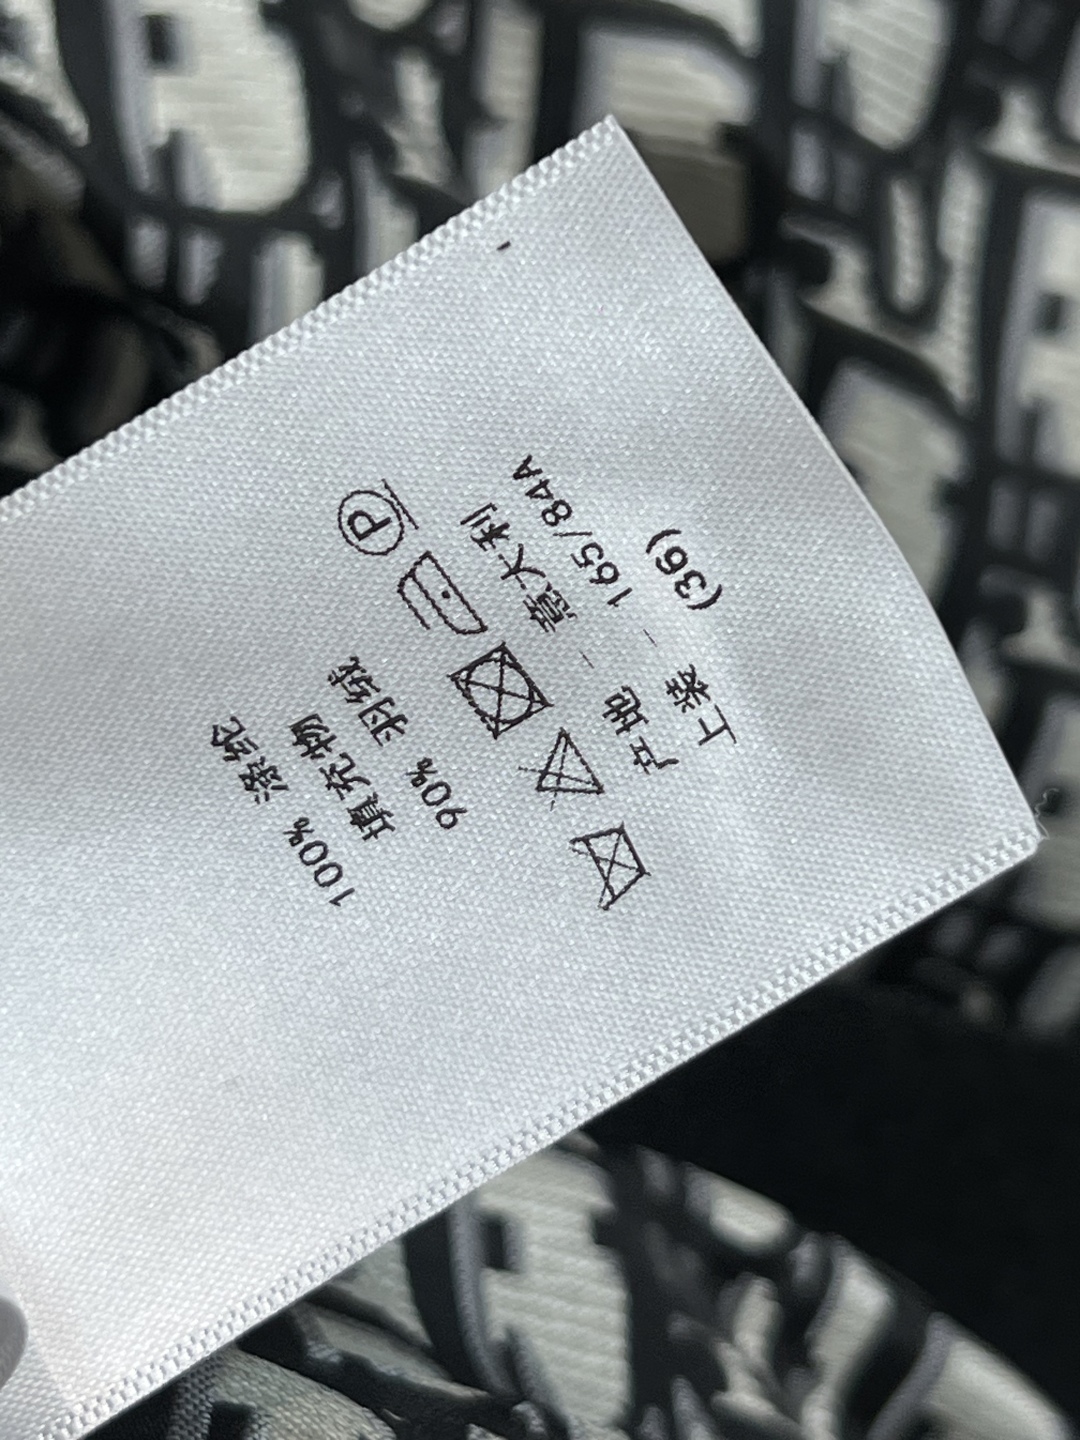 100% 涤纶
填充物
90% 羽绒
P
产地 - 意大利
上装 - 165/84A
(36)